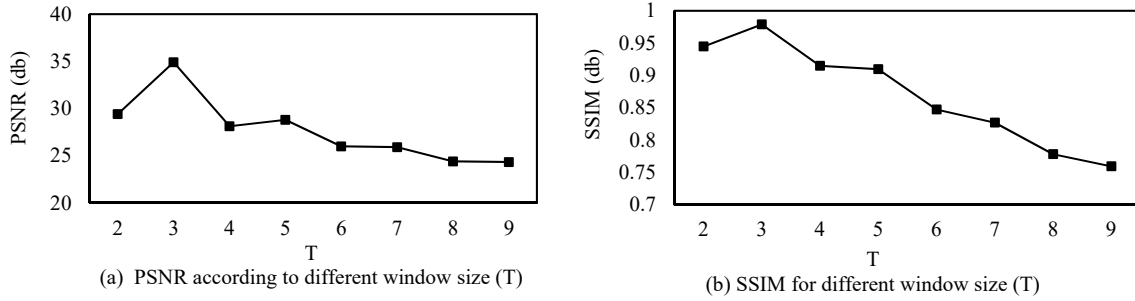 40
35
30
25
20
PSNR (db)
2 3 4 5 6 7 8 9
T
(a) PSNR according to different window size (T)
1
0.95
0.9
0.85
0.8
0.75
0.7
SSIM (db)
2 3 4 5 6 7 8 9
T
(b) SSIM for different window size (T)